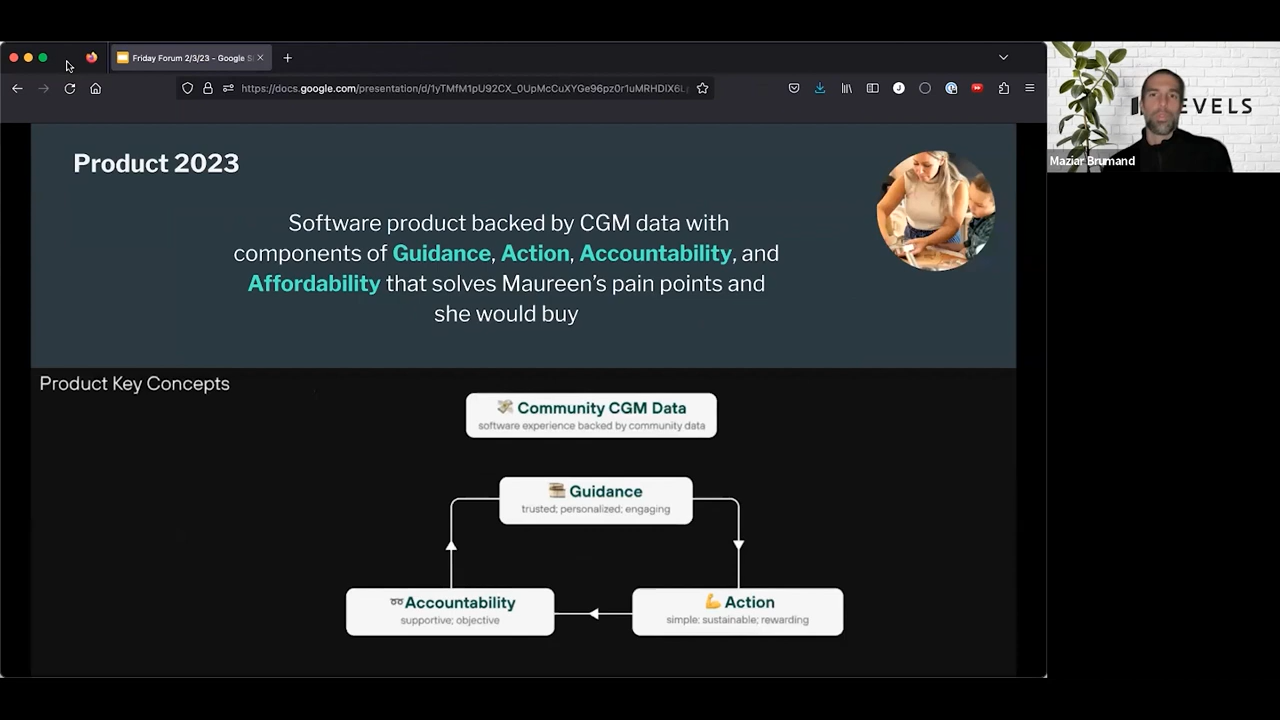 Friday Forum 2/3/23 - Google S
https://docs.google.com/presentation/d/1yTMfM1pU92CX_0UpMcCuXYGe96pz0r1uMRHDIX6L
Product 2023
Software product backed by CGM data with
components of Guidance, Action, Accountability, and
Affordability that solves Maureen's pain points and
she would buy
EVELS
Maziar Brumand
Product Key Concepts
Community CGM Data
software experience backed by community data
Guidance
trusted; personalized; engaging
Accountability
supportive; objective
Action
simple; sustainable; rewarding